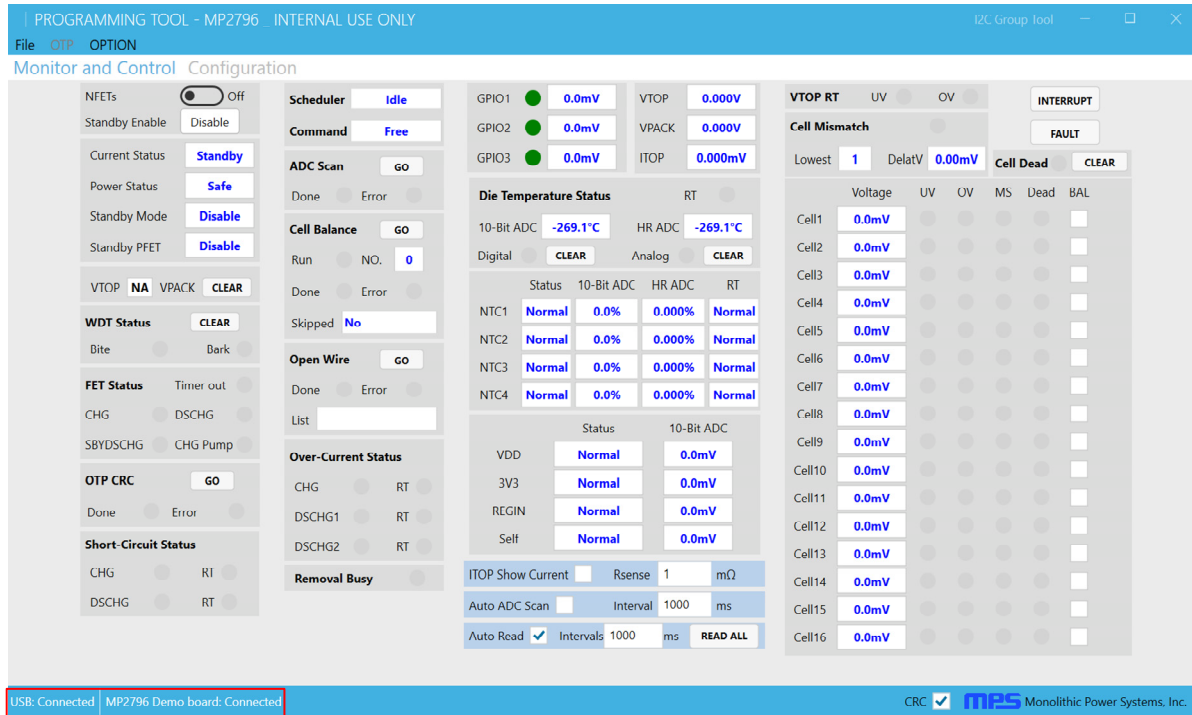 PROGRAMMING TOOL - MP2796 _ INTERNAL USE ONLY
I2C Group Tool
File OTP OPTION
Monitor and Control Configuration
NFETs Off
Standby Enable Disable
Current Status Standby
Power Status Safe
Standby Mode Disable
Standby PFET Disable
VTOP NA VPACK CLEAR
WDT Status CLEAR
Bite Bark
FET Status Timer out
CHG DSCHG
SBYDSCHG CHG Pump
OTP CRC GO
Done Error
Short-Circuit Status
CHG RT
DSCHG RT
Scheduler Idle
Command Free
ADC Scan GO
Done Error
Cell Balance GO
Run NO. 0
Done Error
Skipped No
Open Wire GO
Done Error
List
Over-Current Status
CHG RT
DSCHG1 RT
DSCHG2 RT
Removal Busy
GPIO1 0.0mV
GPIO2 0.0mV
GPIO3 0.0mV
VTOP 0.000V
VPACK 0.000V
ITOP 0.000mV
Die Temperature Status RT
10-Bit ADC -269.1°C HR ADC -269.1°C
Digital CLEAR Analog CLEAR
Status 10-Bit ADC HR ADC RT
NTC1 Normal 0.0% 0.000% Normal
NTC2 Normal 0.0% 0.000% Normal
NTC3 Normal 0.0% 0.000% Normal
NTC4 Normal 0.0% 0.000% Normal
Status 10-Bit ADC
VDD Normal 0.0mV
3V3 Normal 0.0mV
REGIN Normal 0.0mV
Self Normal 0.0mV
ITOP Show Current Rsense 1 mΩ
Auto ADC Scan Interval 1000 ms
Auto Read Intervals 1000 ms READ ALL
VTOP RT UV OV
INTERRUPT
Cell Mismatch
FAULT
Lowest 1 DelatV 0.00mV
Cell Dead CLEAR
Voltage UV OV MS Dead BAL
Cell1 0.0mV
Cell2 0.0mV
Cell3 0.0mV
Cell4 0.0mV
Cell5 0.0mV
Cell6 0.0mV
Cell7 0.0mV
Cell8 0.0mV
Cell9 0.0mV
Cell10 0.0mV
Cell11 0.0mV
Cell12 0.0mV
Cell13 0.0mV
Cell14 0.0mV
Cell15 0.0mV
Cell16 0.0mV
USB: Connected MP2796 Demo board: Connected
CRC mps Monolithic Power Systems, Inc.